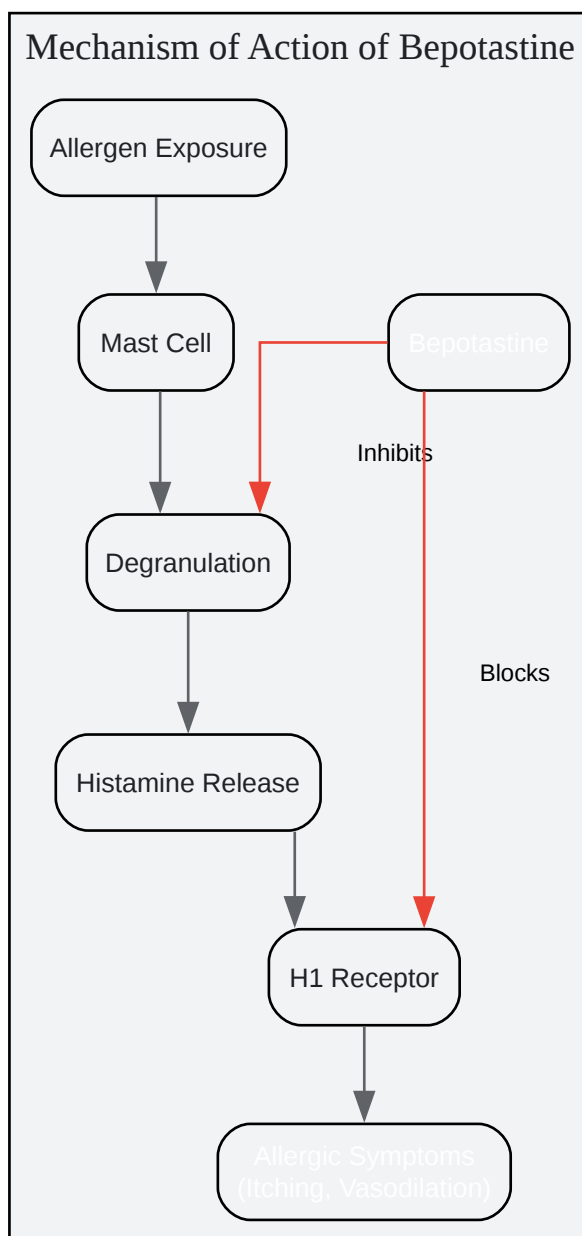 Mechanism of Action of Bepotastine
Allergen Exposure
Mast Cell
Bepotastine
Inhibits
Degranulation
Blocks
Histamine Release
H1 Receptor
Allergic Symptoms
(Itching, Vasodilation)